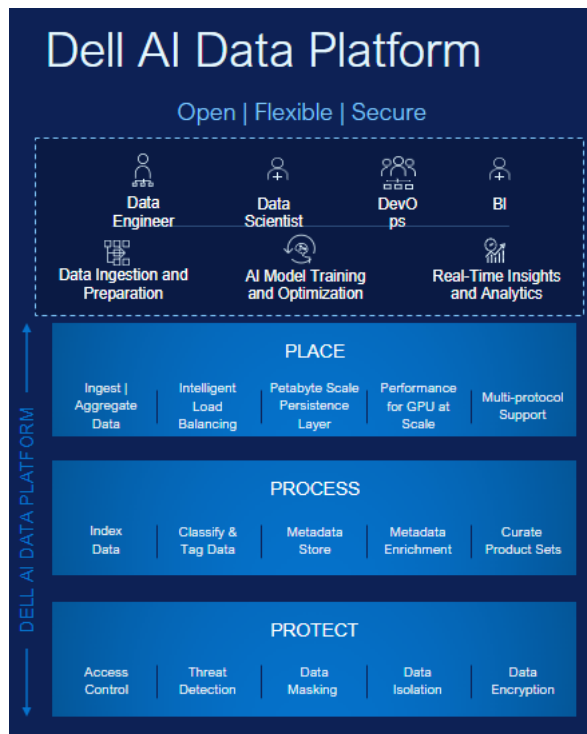 Dell AI Data Platform
Open | Flexible | Secure
Data
Engineer
Data
Scientist
DevO
ps
BI
Data Ingestion and
Preparation
AI Model Training
and Optimization
Real-Time Insights
and Analytics
DELL AI DATA PLATFORM
PLACE
Ingest |
Aggregate
Data
Intelligent
Load
Balancing
Petabyte Scale
Persistence
Layer
Performance
for GPU at
Scale
Multi-protocol
Support
PROCESS
Index
Data
Classify &
Tag Data
Metadata
Store
Metadata
Enrichment
Curate
Product Sets
PROTECT
Access
Control
Threat
Detection
Data
Masking
Data
Isolation
Data
Encryption